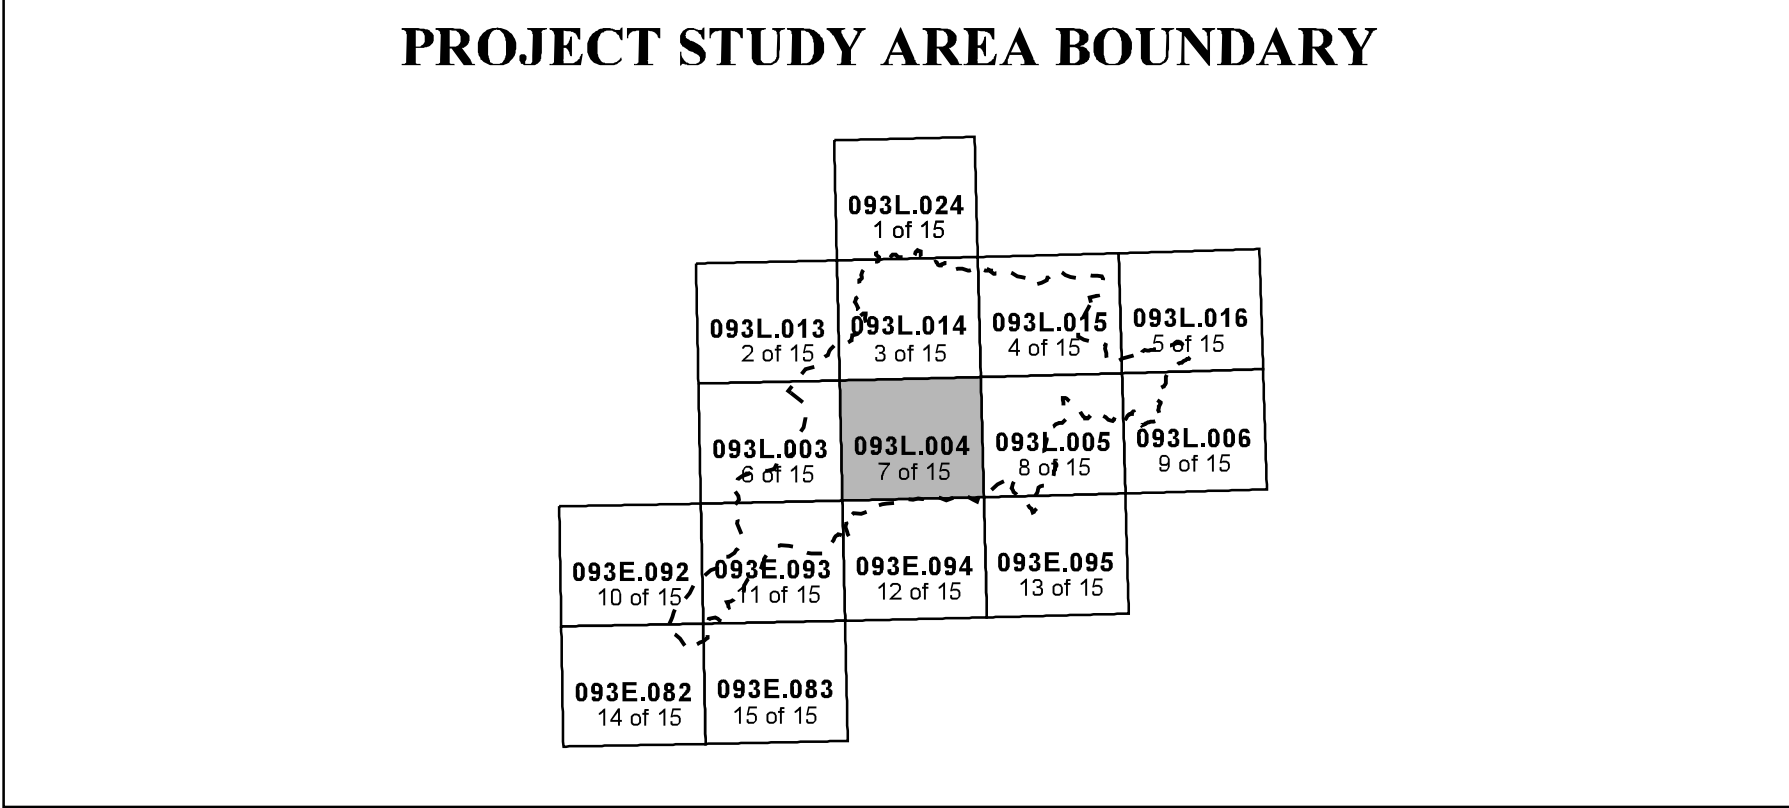 PROJECT STUDY AREA BOUNDARY
093L.024
1 of 15
093L.013
2 of 15
093L.014
3 of 15
093L.015
4 of 15
093L.016
5 of 15
093L.003
6 of 15
093L.004
7 of 15
093L.005
8 of 15
093L.006
9 of 15
093E.092
10 of 15
093E.093
11 of 15
093E.094
12 of 15
093E.095
13 of 15
093E.082
14 of 15
093E.083
15 of 15